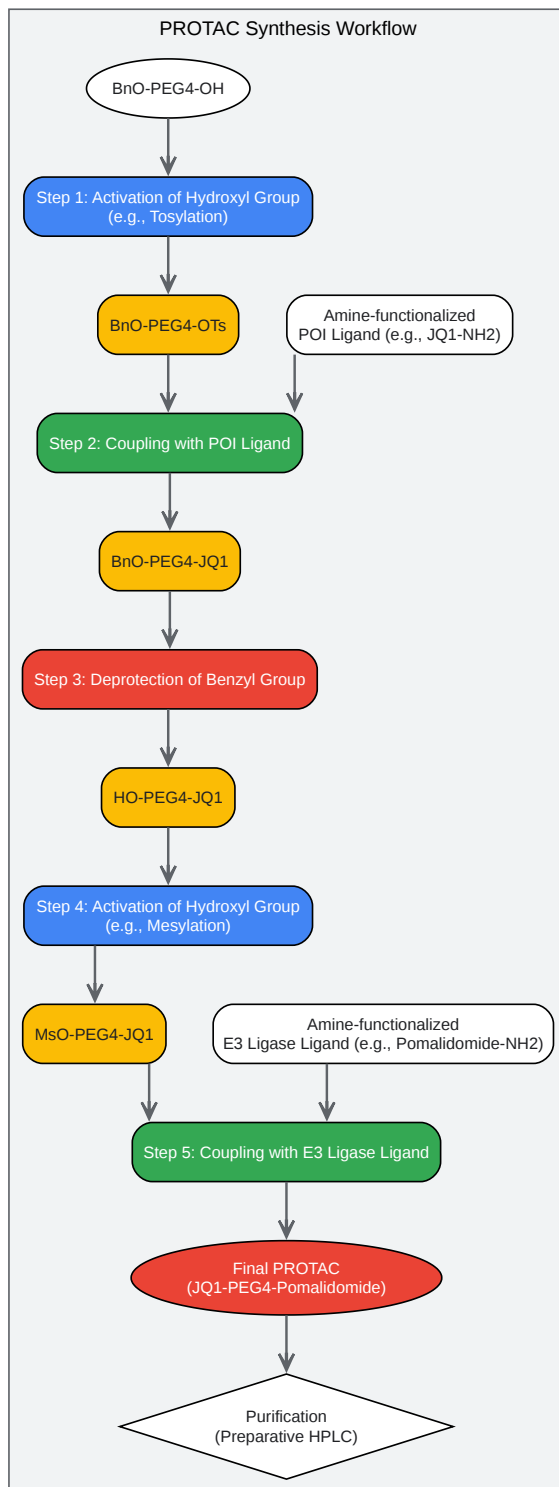 PROTAC Synthesis Workflow
BnO-PEG4-OH
Step 1: Activation of Hydroxyl Group
(e.g., Tosylation)
BnO-PEG4-OTs
Amine-functionalized
POI Ligand (e.g., JQ1-NH2)
Step 2: Coupling with POI Ligand
BnO-PEG4-JQ1
Step 3: Deprotection of Benzyl Group
HO-PEG4-JQ1
Step 4: Activation of Hydroxyl Group
(e.g., Mesylation)
MsO-PEG4-JQ1
Amine-functionalized
E3 Ligase Ligand (e.g., Pomalidomide-NH2)
Step 5: Coupling with E3 Ligase Ligand
Final PROTAC
(JQ1-PEG4-Pomalidomide)
Purification
(Preparative HPLC)